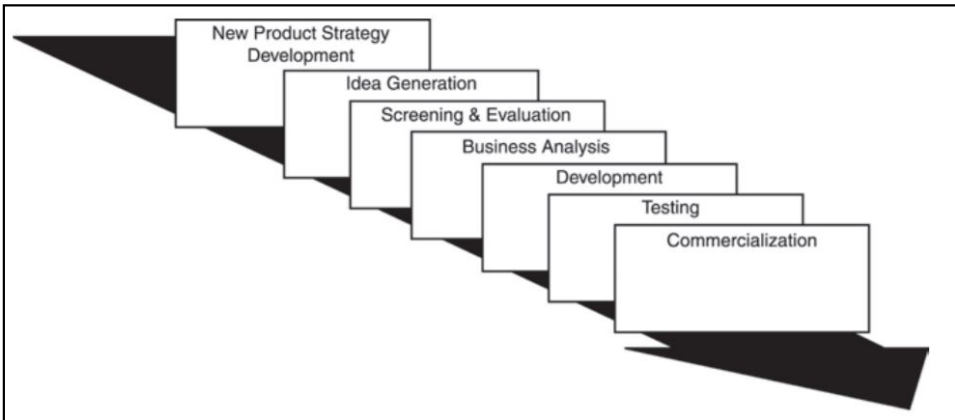 New Product Strategy
Development
Idea Generation
Screening & Evaluation
Business Analysis
Development
Testing
Commercialization